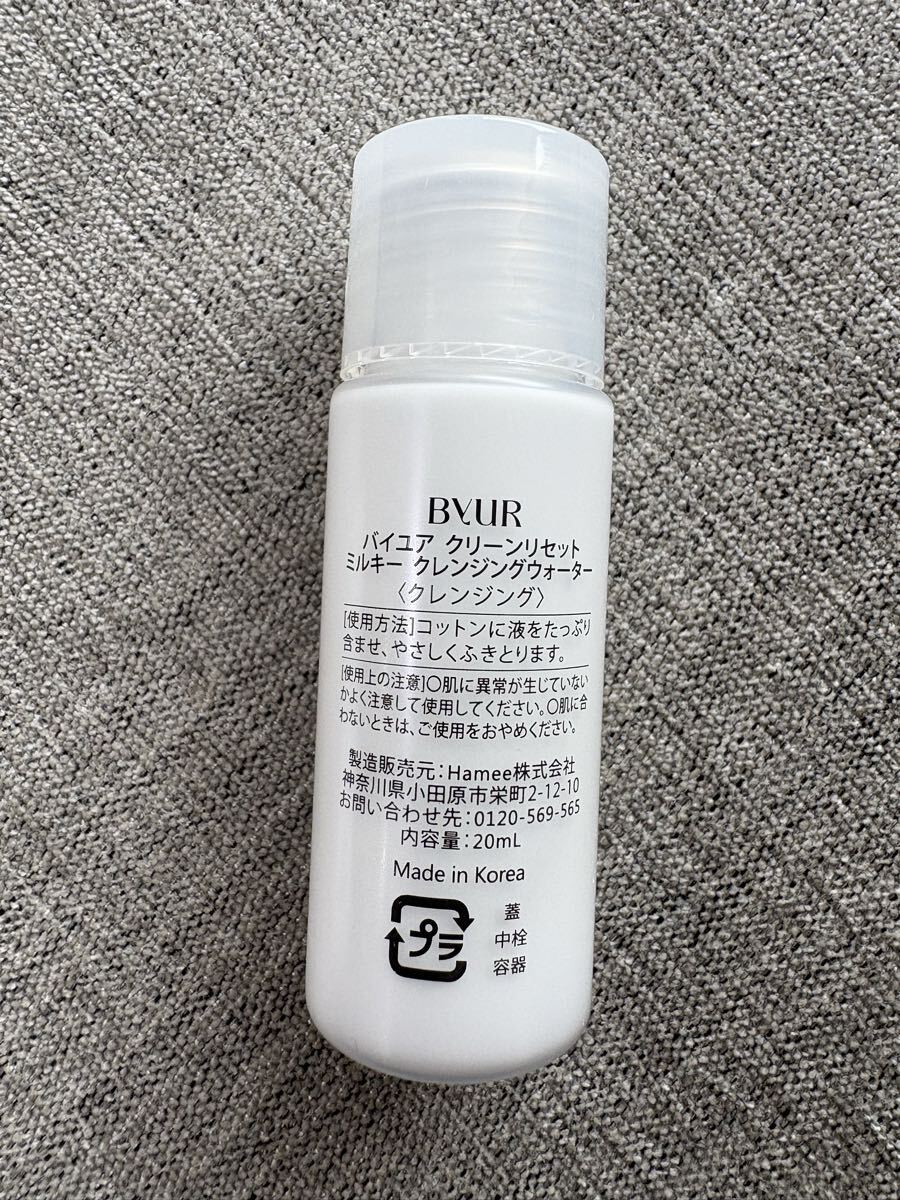 BYUR
バイユア クリーンリセット
ミルキー クレンジングウォーター
〈クレンジング〉
[使用方法]コットンに液をたっぷり
含ませ、やさしくふきとります。
[使用上の注意]〇肌に異常が生じていない
かよく注意して使用してください。〇肌に合
わないときは、ご使用をおやめください。
製造販売元：Hamee株式会社
神奈川県小田原市栄町2-12-10
お問い合わせ先：0120-569-565
内容量：20mL
Made in Korea
プラ
蓋
中栓
容器